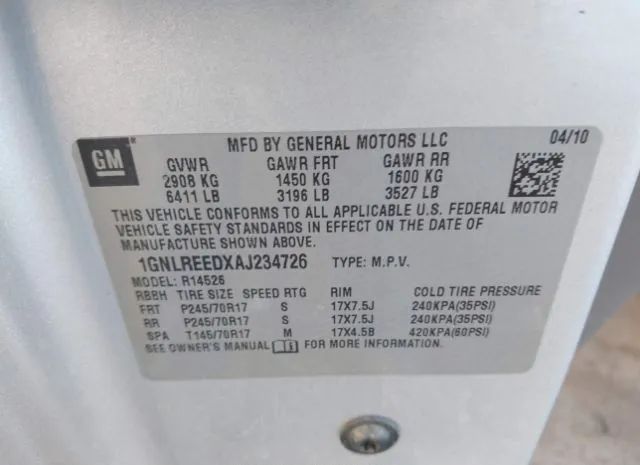 GM
MFD BY GENERAL MOTORS LLC 04/10
GVWR GAWR FRT GAWR RR
2908 KG 1450 KG 1600 KG
6411 LB 3196 LB 3527 LB
THIS VEHICLE CONFORMS TO ALL APPLICABLE U.S. FEDERAL MOTOR
VEHICLE SAFETY STANDARDS IN EFFECT ON THE DATE OF
MANUFACTURE SHOWN ABOVE.
1GNLREEDXAJ234726 TYPE: M.P.V.
MODEL: R14526
RBBH TIRE SIZE SPEED RTG RIM COLD TIRE PRESSURE
FRT P245/70R17 S 17X7.5J 240KPA(35PSI)
RR P245/70R17 S 17X7.5J 240KPA(35PSI)
SPA T145/70R17 M 17X4.5B 420KPA(60PSI)
SEE OWNER'S MANUAL FOR MORE INFORMATION.